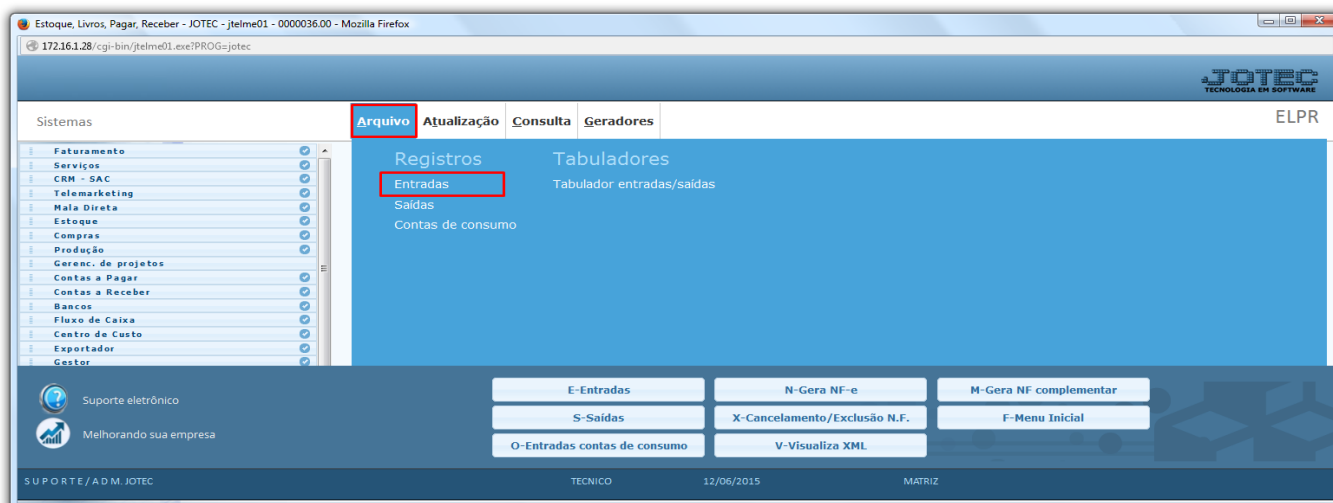 Estoque, Livros, Pagar, Receber - JOTEC - jtelme01 - 0000036.00 - Mozilla Firefox
172.16.1.28/cgi-bin/jtelme01.exe?PROG=jotec
JOTEC
TECNOLOGIA EM SOFTWARE
Sistemas
Arquivo Atualização Consulta Geradores
ELPR
Faturamento
Serviços
CRM - SAC
Telemarketing
Mala Direta
Estoque
Compras
Produção
Gerenc. de projetos
Contas a Pagar
Contas a Receber
Bancos
Fluxo de Caixa
Centro de Custo
Exportador
Gestor
Registros Tabuladores
Entradas Tabulador entradas/saídas
Saídas
Contas de consumo
Suporte eletrônico
Melhorando sua empresa
E-Entradas N-Gera NF-e M-Gera NF complementar
S-Saídas X-Cancelamento/Exclusão N.F. F-Menu Inicial
O-Entradas contas de consumo V-Visualiza XML
SUPORTE/ADM.JOTEC TECNICO 12/06/2015 MATRIZ